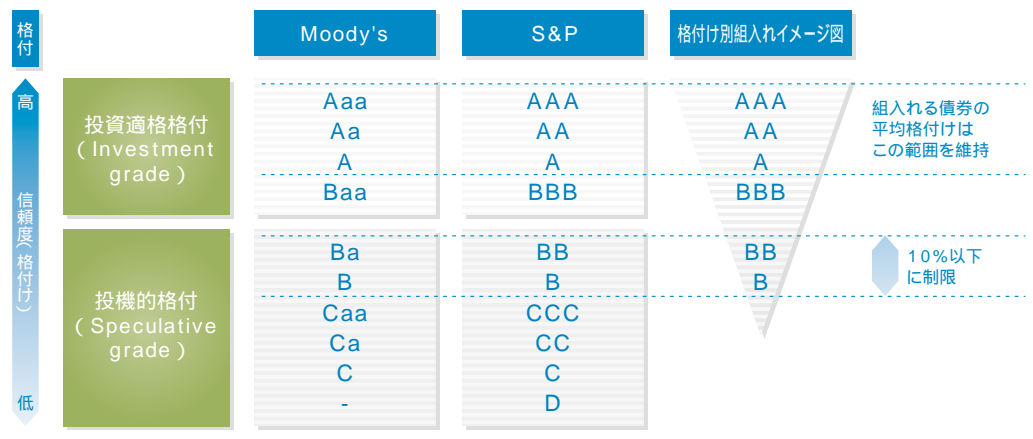 格付
Moody's
S&P
格付け別組入れイメージ図
高
信頼度(格付け)
低
投資適格格付
(Investment
grade)
Aaa
Aa
A
Baa
AAA
AA
A
BBB
AAA
AA
A
BBB
組入れる債券の
平均格付けは
この範囲を維持
投機的格付
(Speculative
grade)
Ba
B
Caa
Ca
C
-
BB
B
CCC
CC
C
D
BB
B
10%以下
に制限